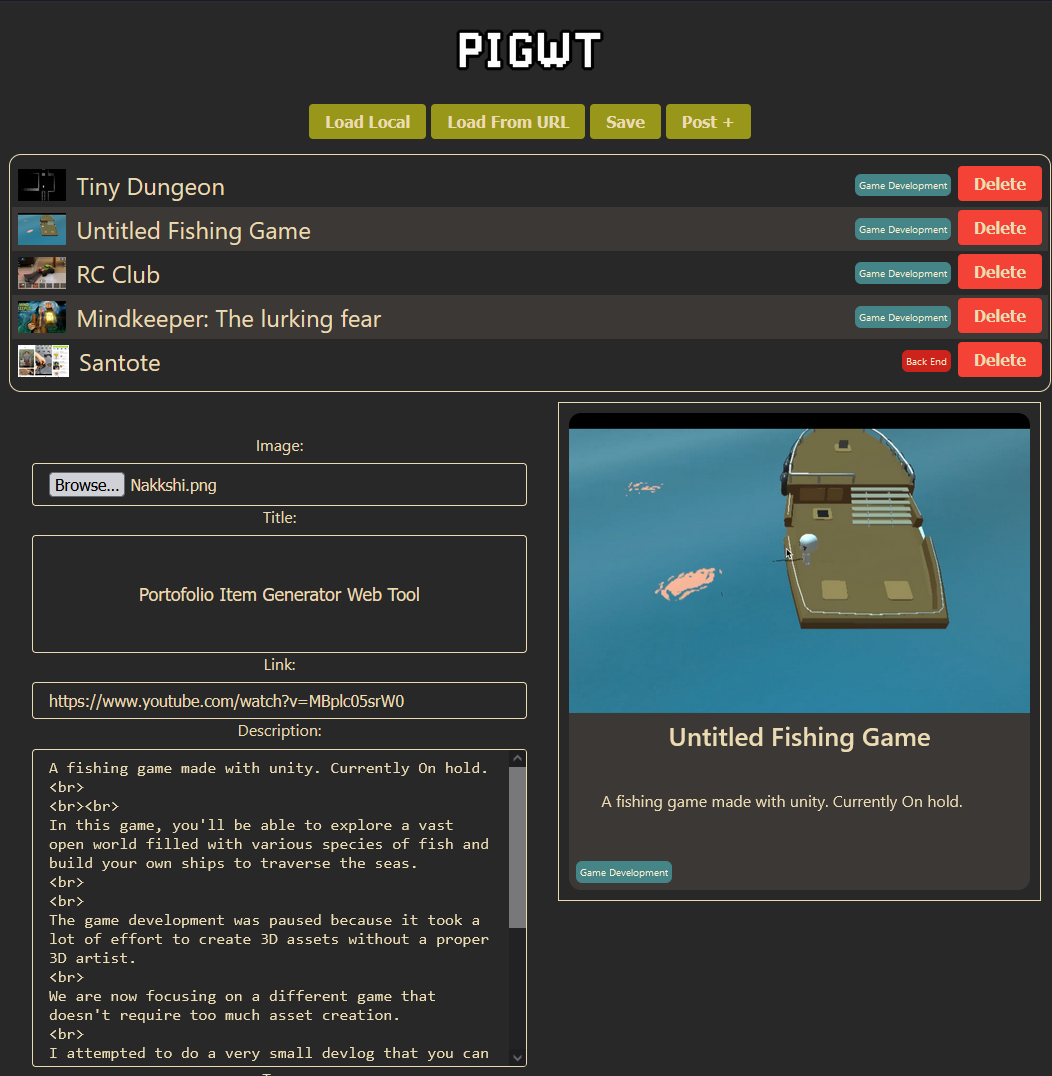 PIGWT
Load Local
Load From URL
Save
Post +
Tiny Dungeon
Game Development
Delete
Untitled Fishing Game
Game Development
Delete
RC Club
Game Development
Delete
Mindkeeper: The lurking fear
Game Development
Delete
Santote
Back End
Delete
Image:
Browse... Nakkshi.png
Title:
Portofolio Item Generator Web Tool
Link:
https://www.youtube.com/watch?v=MBplc05srW0
Description:
A fishing game made with unity. Currently On hold.
<br>
<br><br>
In this game, you'll be able to explore a vast
open world filled with various species of fish and
build your own ships to traverse the seas.
<br>
<br>
The game development was paused because it took a
lot of effort to create 3D assets without a proper
3D artist.
<br>
We are now focusing on a different game that
doesn't require too much asset creation.
<br>
I attempted to do a very small devlog that you can
Untitled Fishing Game
A fishing game made with unity. Currently On hold.
Game Development